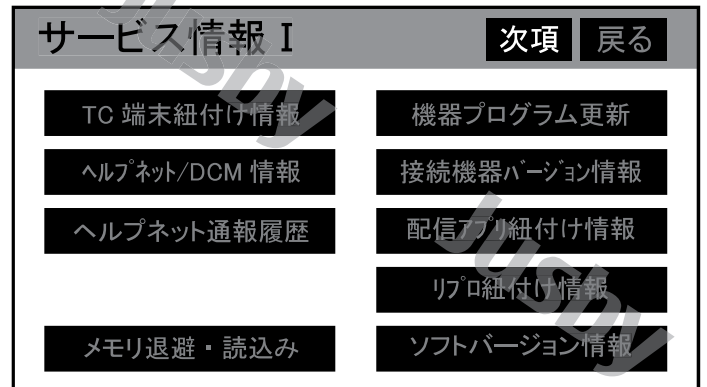 サービス情報 I
次項 戻る
TC 端末紐付け情報
機器プログラム更新
ヘルプネット/DCM 情報
接続機器バージョン情報
ヘルプネット通報履歴
配信アプリ紐付け情報
リプロ紐付け情報
メモリ退避・読込み
ソフトバージョン情報
Jusby
Jusby